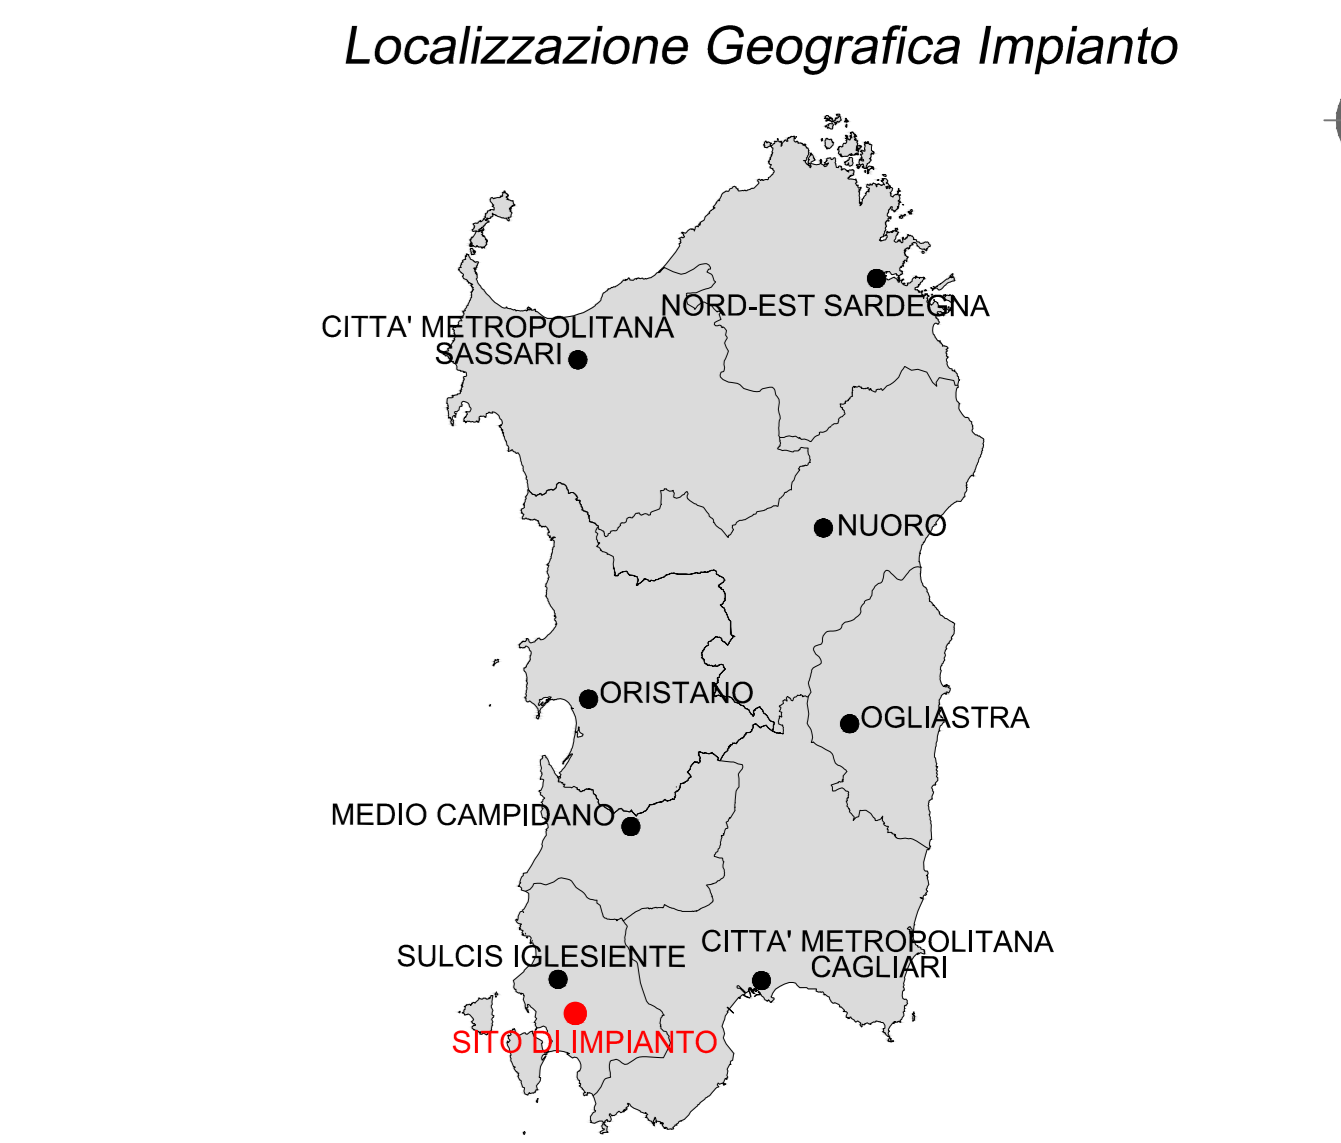 Localizzazione Geografica Impianto
NORD-EST SARDEGNA
CITTA' METROPOLITANA
SASSARI
NUORO
ORISTANO
OGLIASTRA
MEDIO CAMPIDANO
CITTA' METROPOLITANA
CAGLIARI
SULCIS IGLESIENTE
SITO DI IMPIANTO